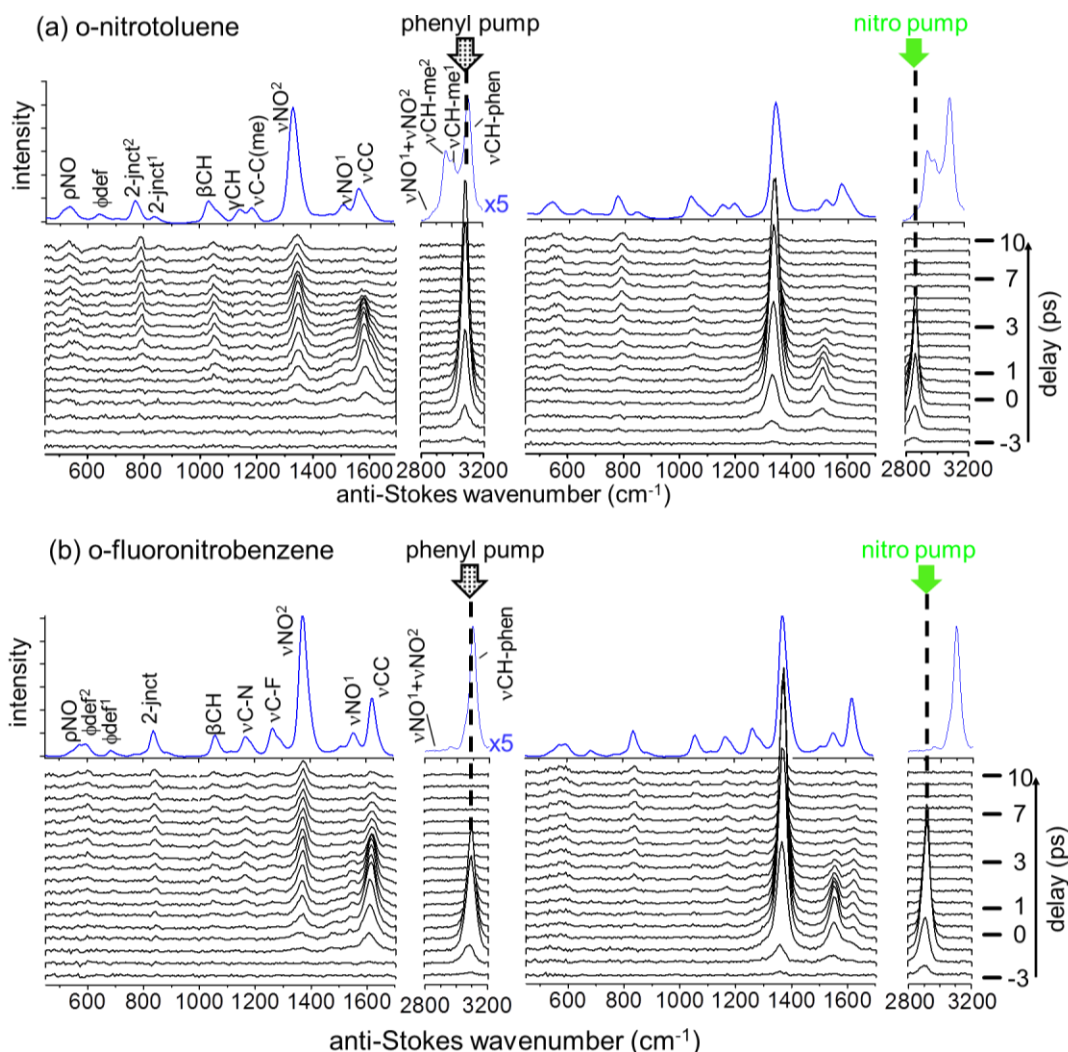 (a) o-nitrotoluene
phenyl pump
nitro pump
intensity
ρNO
ϕdef
2-jnct²
2-jnct¹
βCH
γCH
νC-C(me)
νNO²
νNO¹
νCC
νNO¹+νNO²
νCH-me²
νCH-me¹
νCH-phen
x5
10
7
3
1
0
-3
delay (ps)
600 800 1000 1200 1400 1600 2800 3200 600 800 1000 1200 1400 1600 2800 3200
anti-Stokes wavenumber (cm⁻¹)
(b) o-fluoronitrobenzene
phenyl pump
nitro pump
intensity
ρNO
ϕdef²
ϕdef¹
2-jnct
βCH
νC-N
νC-F
νNO²
νNO¹
νCC
νNO¹+νNO²
νCH-phen
x5
10
7
3
1
0
-3
delay (ps)
600 800 1000 1200 1400 1600 2800 3200 600 800 1000 1200 1400 1600 2800 3200
anti-Stokes wavenumber (cm⁻¹)